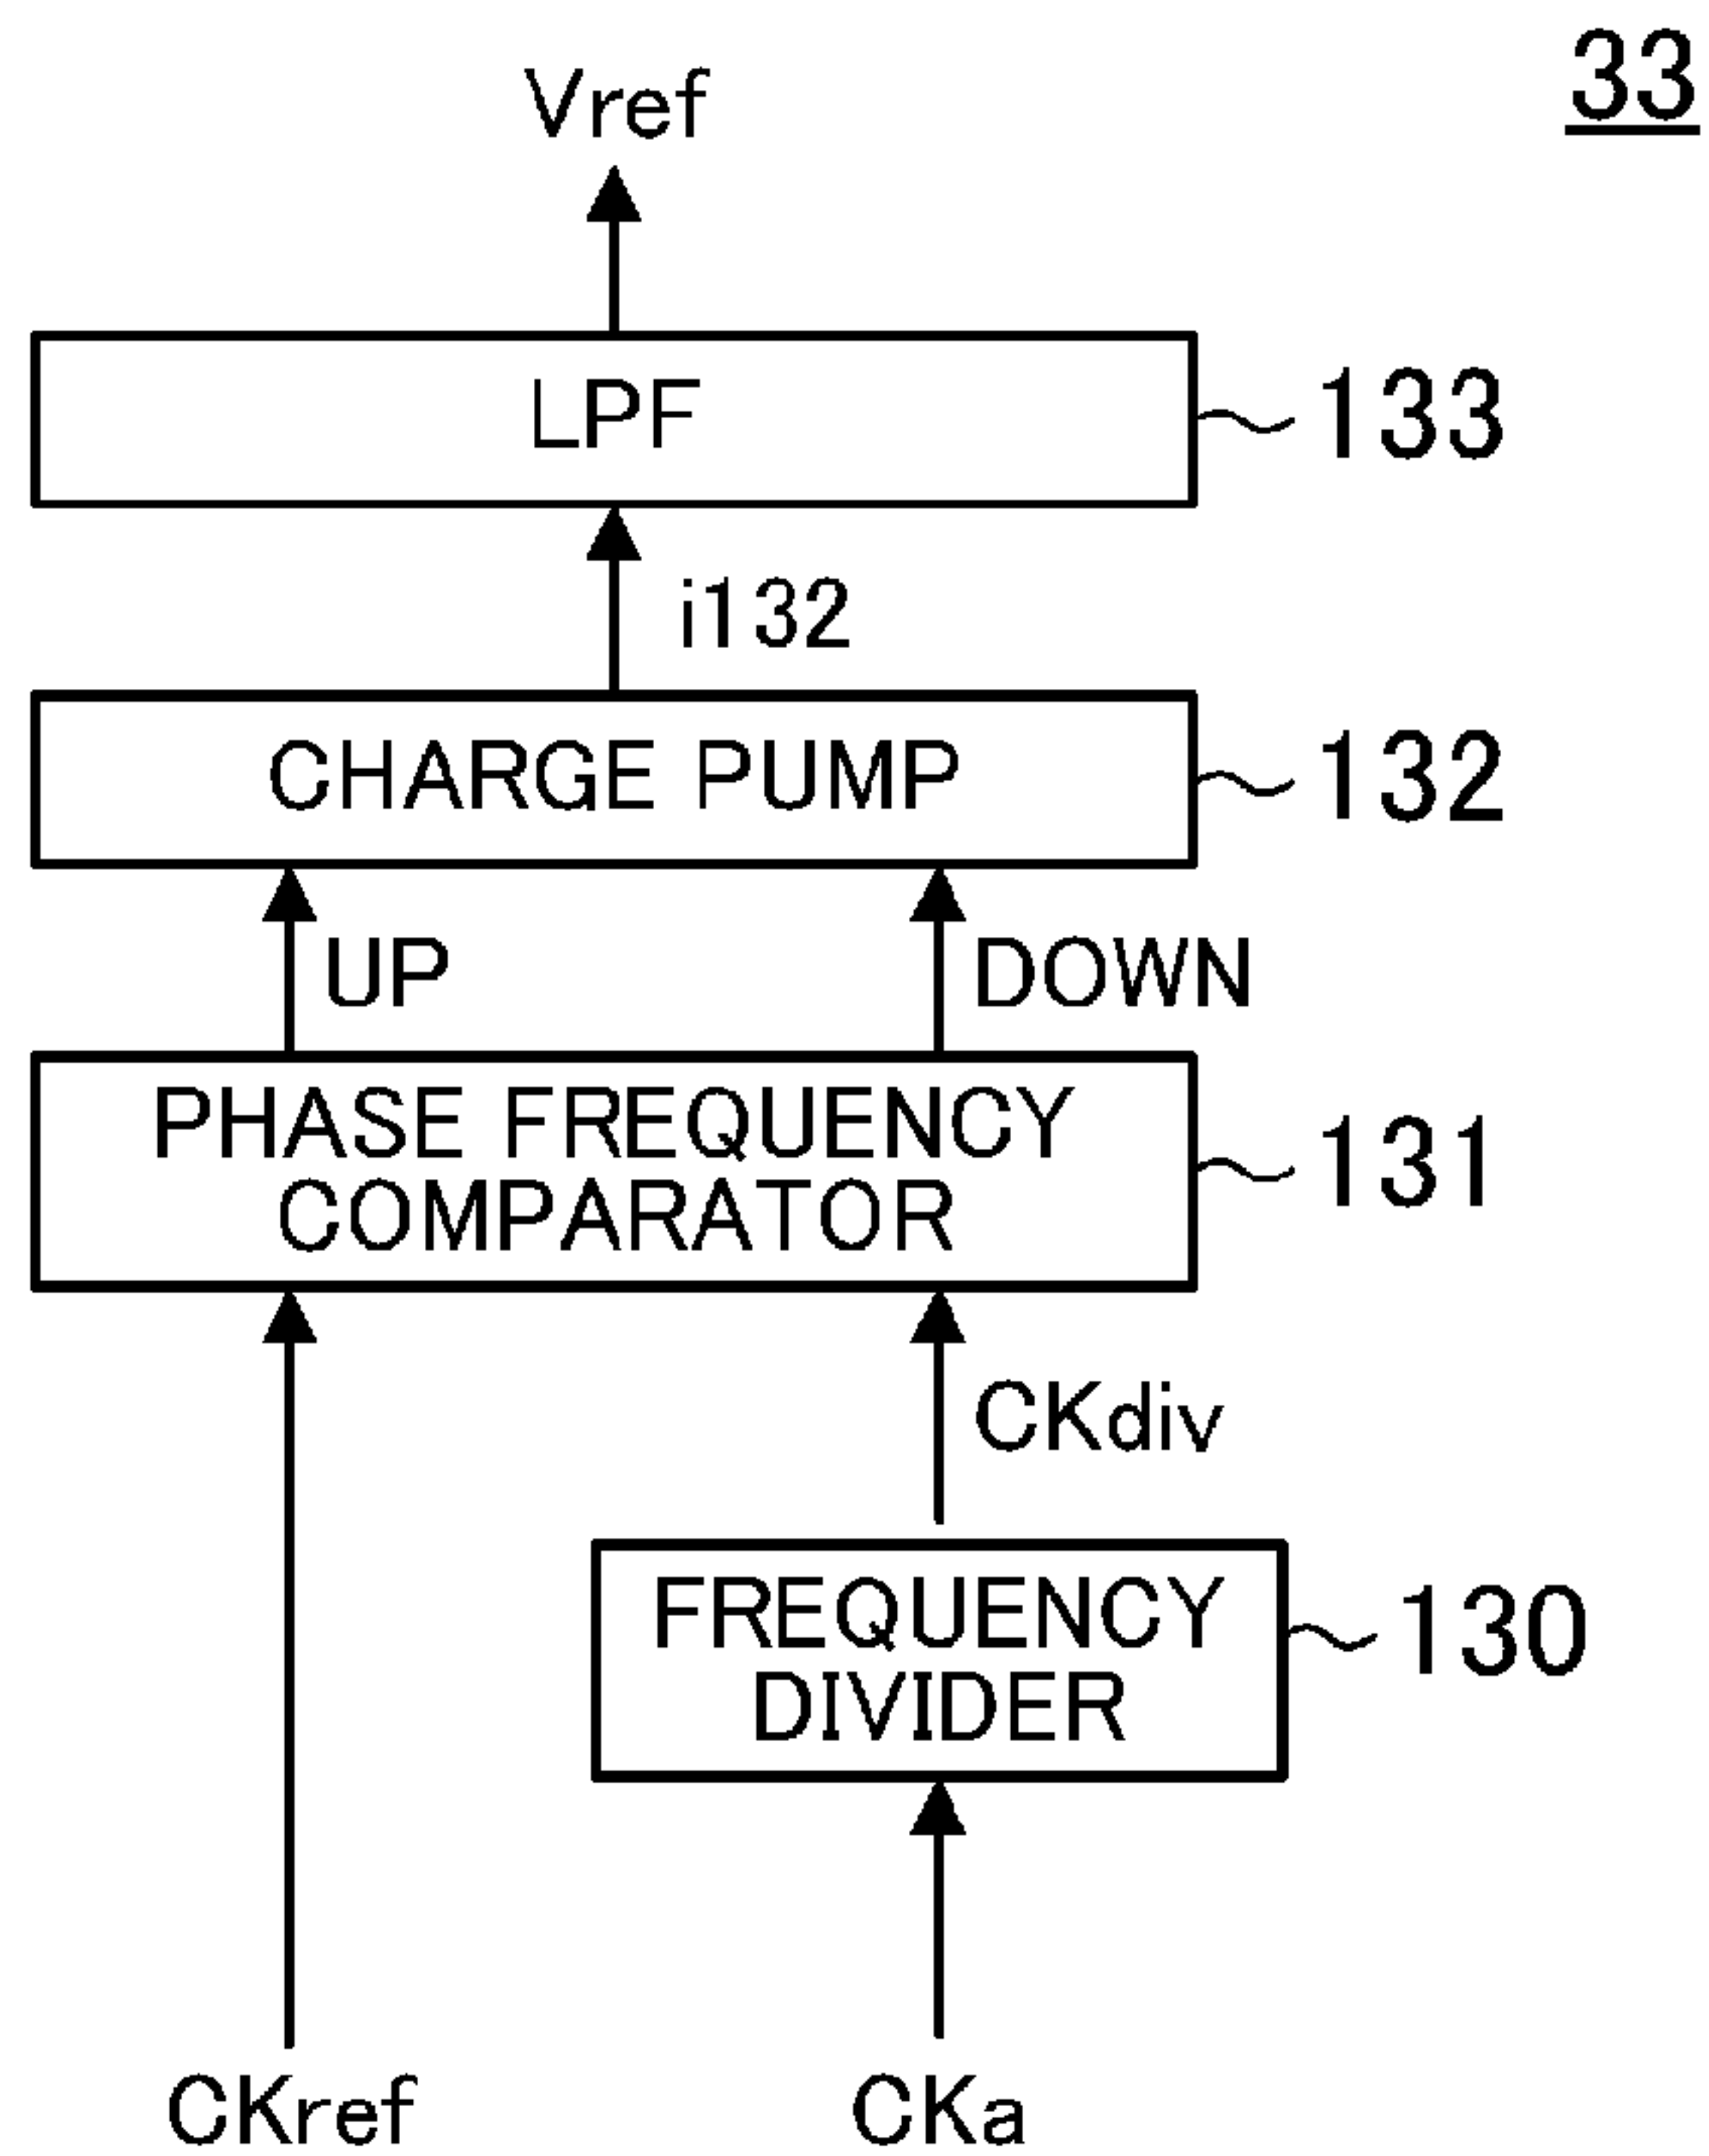 33
Vref
LPF
133
i132
CHARGE PUMP
132
UP
DOWN
PHASE FREQUENCY
COMPARATOR
131
CKdiv
FREQUENCY
DIVIDER
130
CKref
CKa